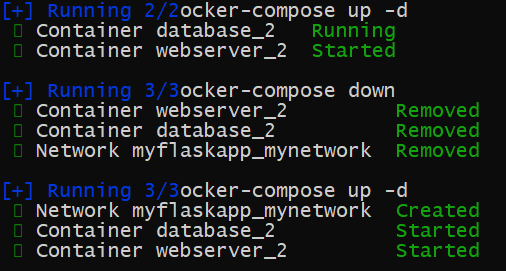 [+] Running 2/2ocker-compose up -d
Container database_2 Running
Container webserver_2 Started
[+] Running 3/3ocker-compose down
Container webserver_2 Removed
Container database_2 Removed
Network myflaskapp_mynetwork Removed
[+] Running 3/3ocker-compose up -d
Network myflaskapp_mynetwork Created
Container database_2 Started
Container webserver_2 Started